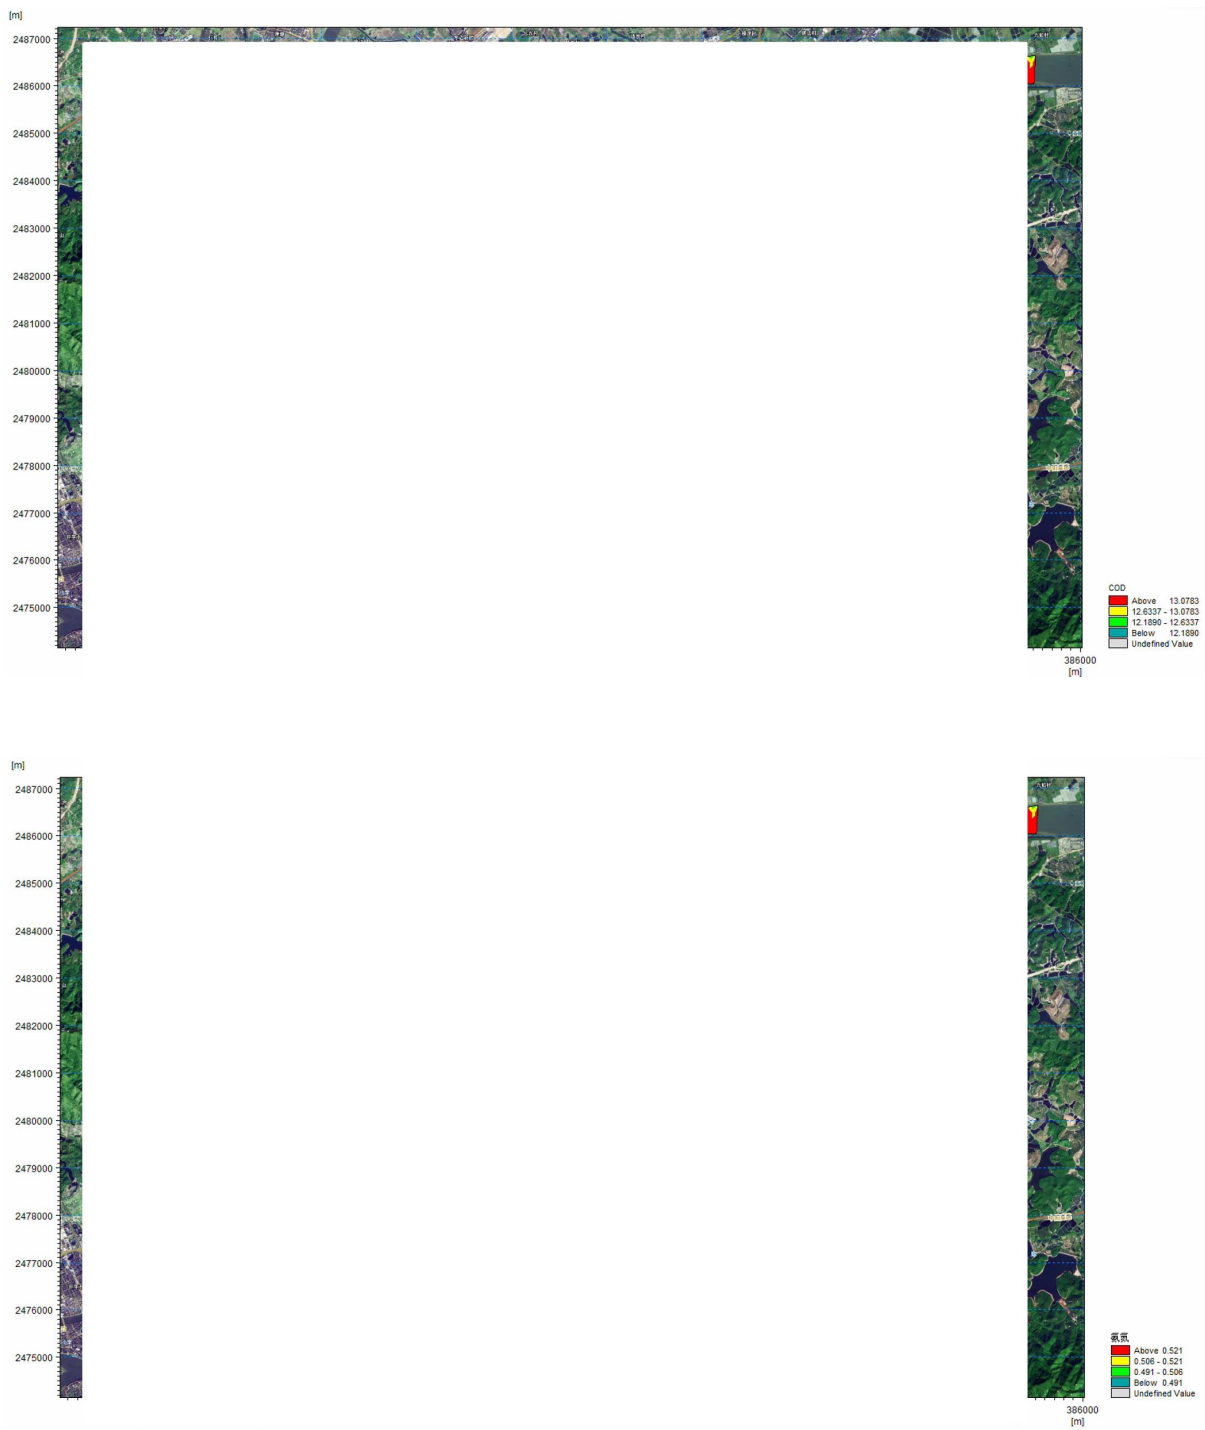 [m]
2487000
2486000
2485000
2484000
2483000
2482000
2481000
2480000
2479000
2478000
2477000
2476000
2475000
COD
Above 13.0783
12.6337 - 13.0783
12.1890 - 12.6337
Below 12.1890
Undefined Value
386000
[m]
[m]
2487000
2486000
2485000
2484000
2483000
2482000
2481000
2480000
2479000
2478000
2477000
2476000
2475000
氨氮
Above 0.521
0.506 - 0.521
0.491 - 0.506
Below 0.491
Undefined Value
386000
[m]